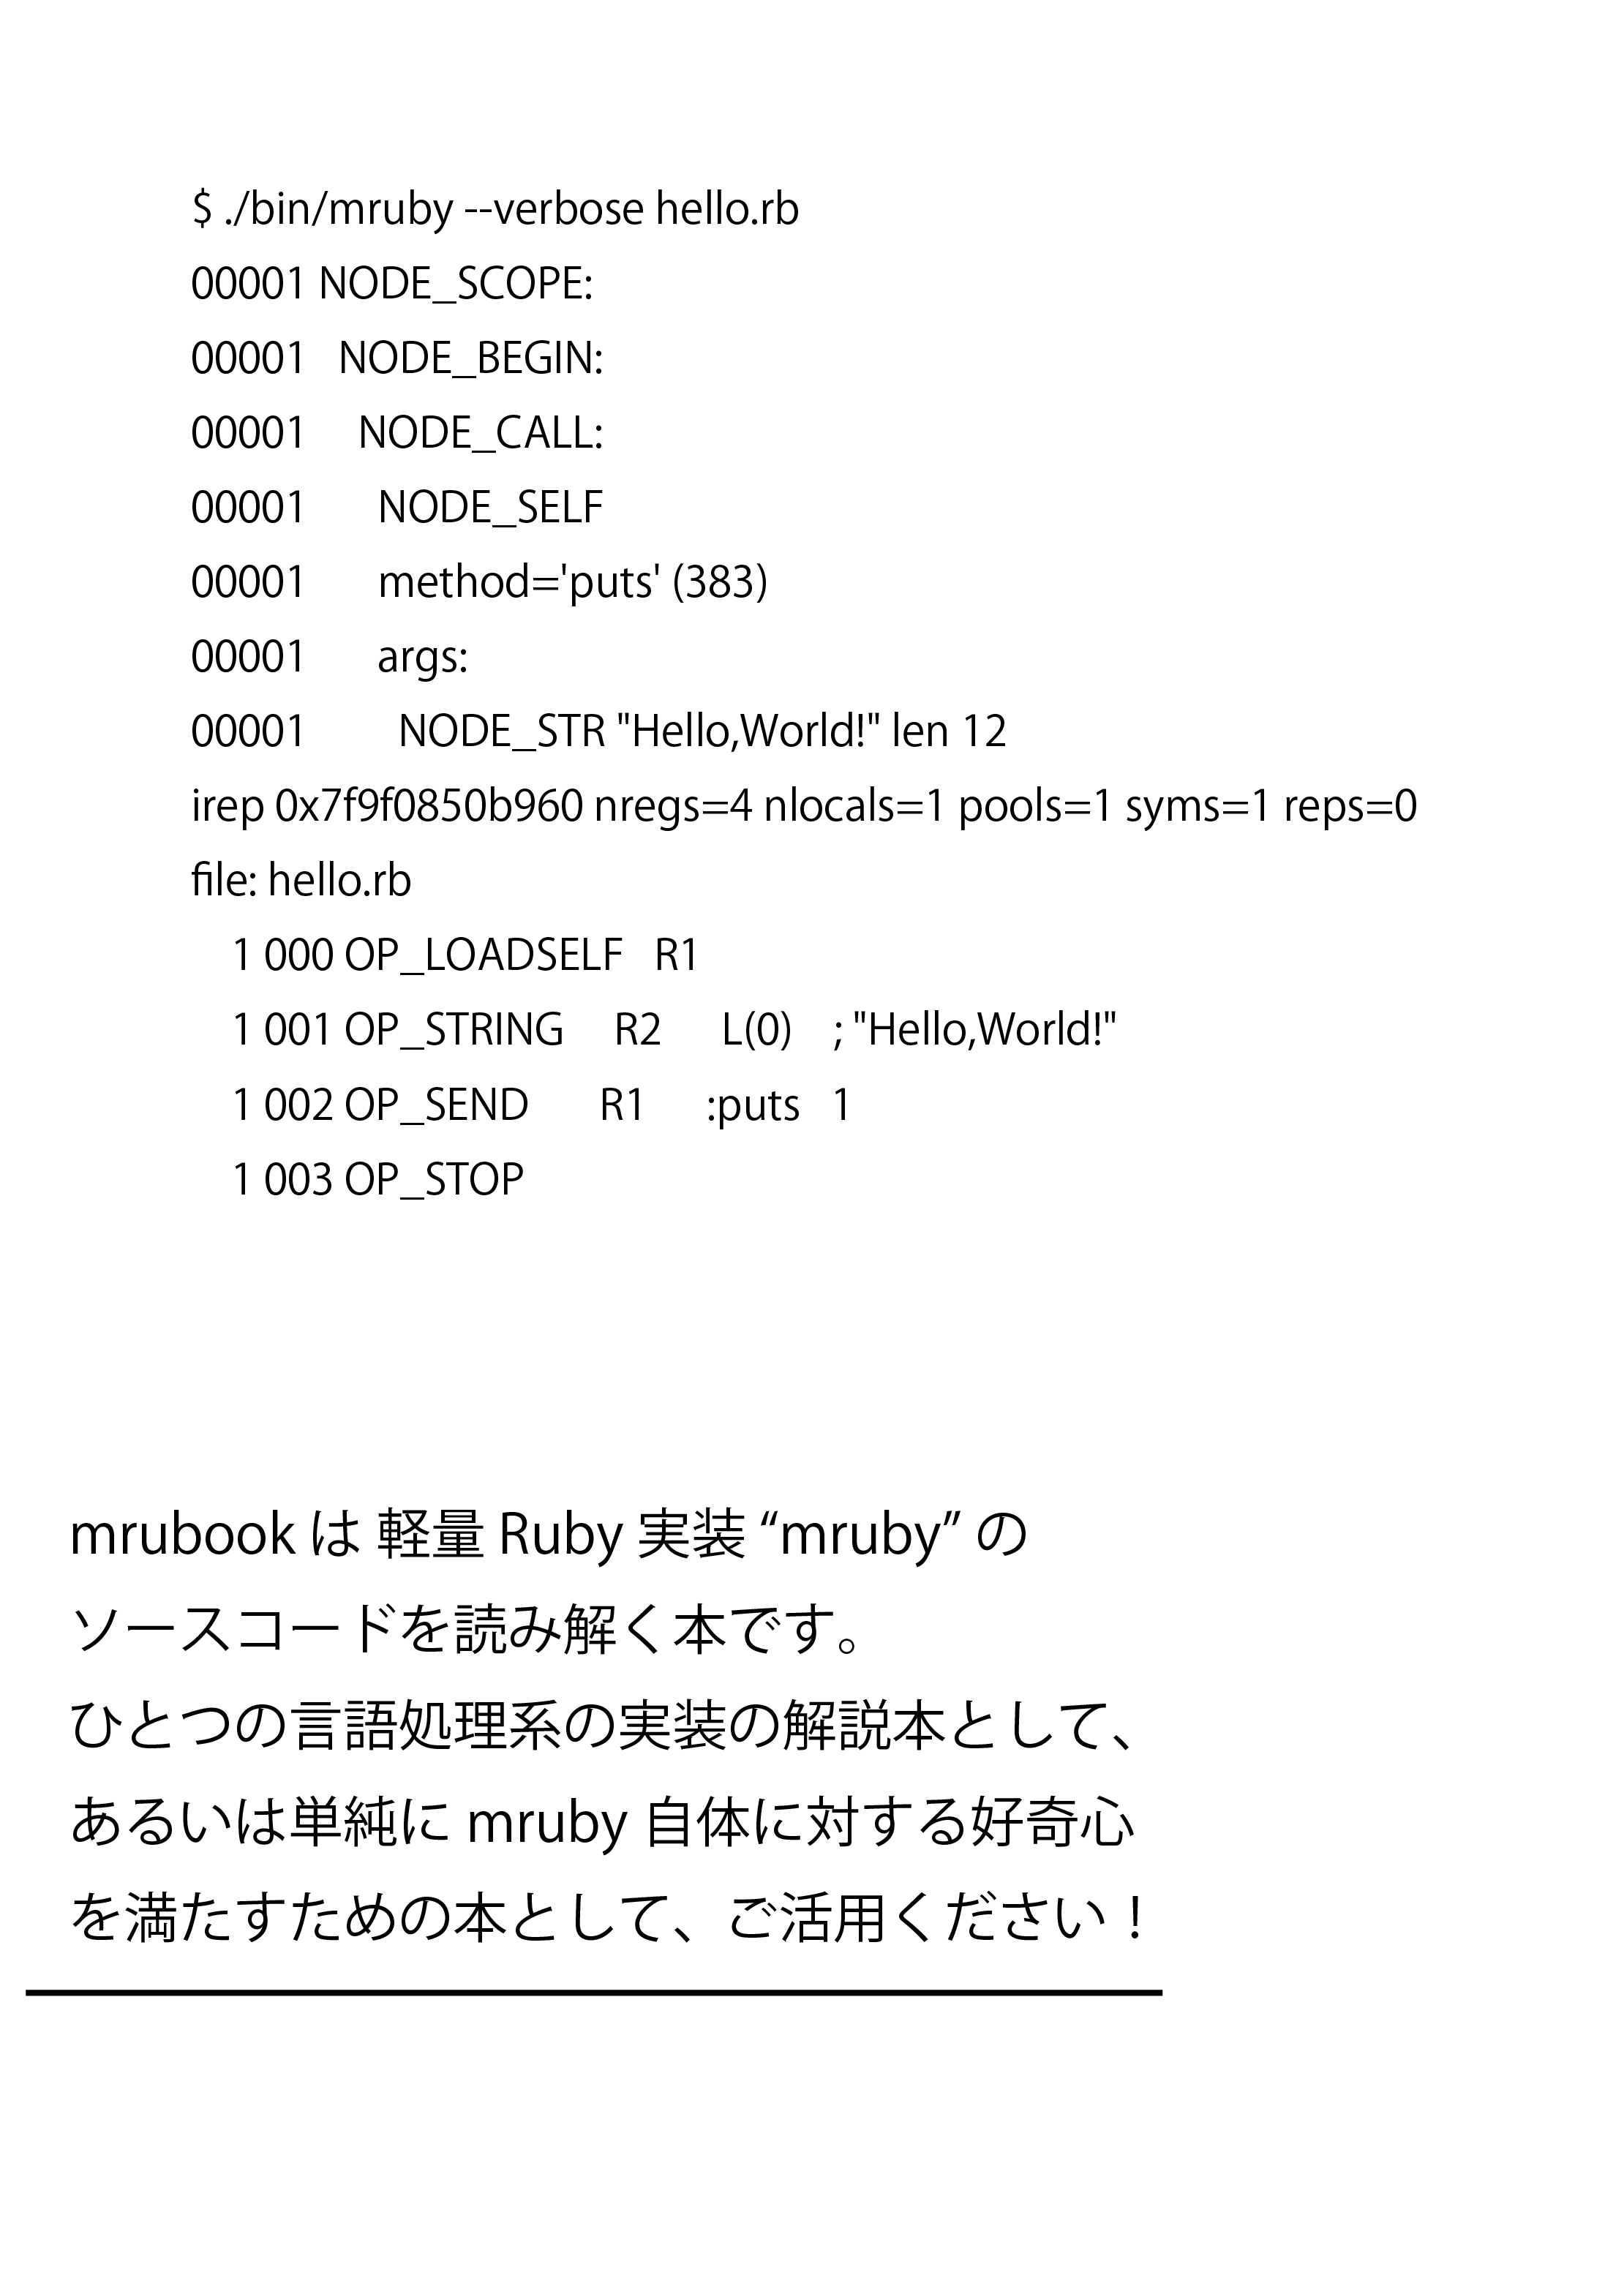 $ ./bin/mruby --verbose hello.rb
00001 NODE_SCOPE:
00001   NODE_BEGIN:
00001     NODE_CALL:
00001       NODE_SELF
00001       method='puts' (383)
00001       args:
00001         NODE_STR "Hello,World!" len 12
irep 0x7f9f0850b960 nregs=4 nlocals=1 pools=1 syms=1 reps=0
file: hello.rb
    1 000 OP_LOADSELF   R1
    1 001 OP_STRING     R2      L(0)    ; "Hello,World!"
    1 002 OP_SEND       R1      :puts   1
    1 003 OP_STOP
mrubook は 軽量 Ruby 実装 “mruby” の
ソースコードを読み解く本です。
ひとつの言語処理系の実装の解説本として、
あるいは単純に mruby 自体に対する好奇心
を満たすための本として、ご活用ください！